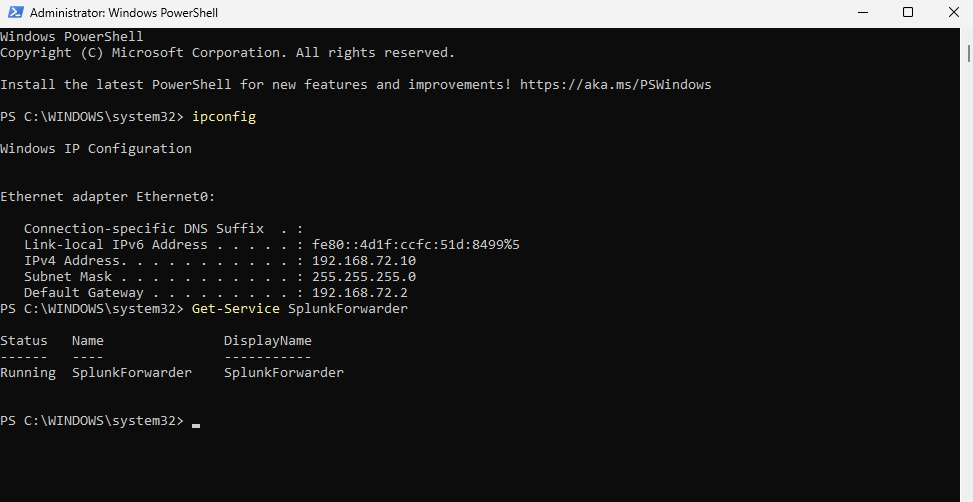 Administrator: Windows PowerShell
Windows PowerShell
Copyright (C) Microsoft Corporation. All rights reserved.
Install the latest PowerShell for new features and improvements! https://aka.ms/PSWindows
PS C:\WINDOWS\system32> ipconfig
Windows IP Configuration
Ethernet adapter Ethernet0:
   Connection-specific DNS Suffix  . :
   Link-local IPv6 Address . . . . . : fe80::4d1f:ccfc:51d:8499%5
   IPv4 Address. . . . . . . . . . . : 192.168.72.10
   Subnet Mask . . . . . . . . . . . : 255.255.255.0
   Default Gateway . . . . . . . . . : 192.168.72.2
PS C:\WINDOWS\system32> Get-Service SplunkForwarder
Status   Name               DisplayName
------   ----               -----------
Running  SplunkForwarder    SplunkForwarder
PS C:\WINDOWS\system32>